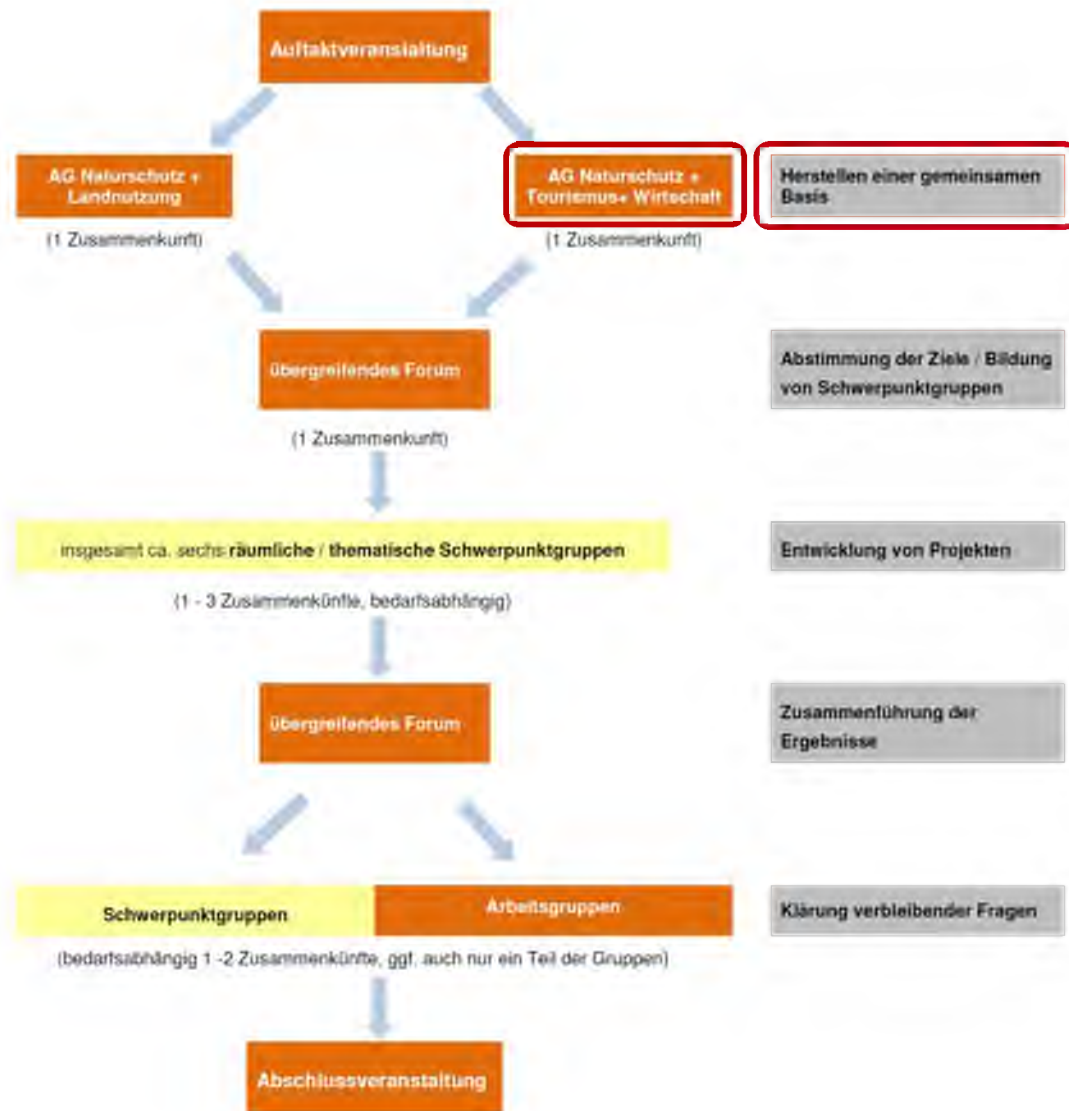 Auftaktveranstaltung
AG Naturschutz +
Landnutzung
(1 Zusammenkunft)
AG Naturschutz +
Tourismus+ Wirtschaft
(1 Zusammenkunft)
Herstellen einer gemeinsamen
Basis
übergreifendes Forum
(1 Zusammenkunft)
Abstimmung der Ziele / Bildung
von Schwerpunktgruppen
insgesamt ca. sechs räumliche / thematische Schwerpunktgruppen
(1 - 3 Zusammenkünfte, bedarfsabhängig)
Entwicklung von Projekten
übergreifendes Forum
Zusammenführung der
Ergebnisse
Schwerpunktgruppen
Arbeitsgruppen
(bedarfsabhängig 1 -2 Zusammenkünfte, ggf. auch nur ein Teil der Gruppen)
Klärung verbleibender Fragen
Abschlussveranstaltung